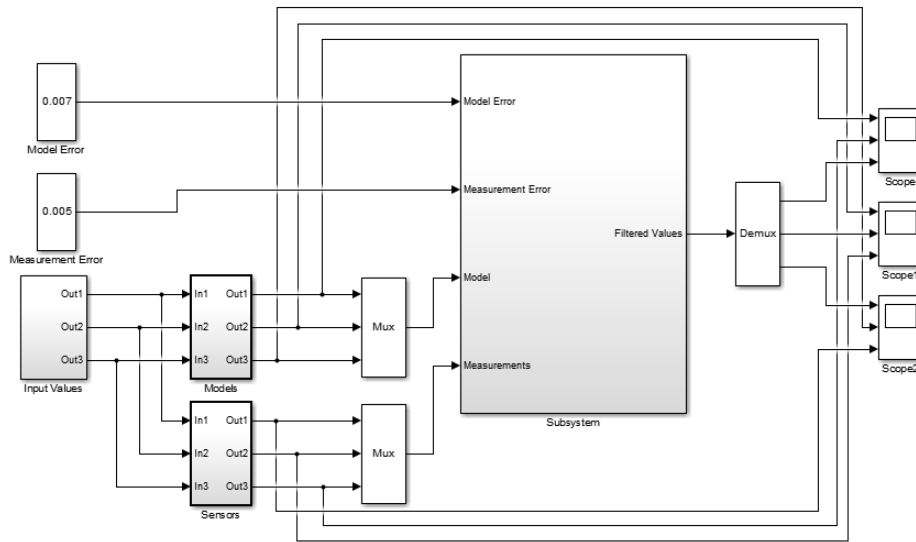 0.007
Model Error
0.005
Measurement Error
Out1
Out2
Out3
Input Values
In1 Out1
In2 Out2
In3 Out3
Models
In1 Out1
In2 Out2
In3 Out3
Sensors
Mux
Mux
Model Error
Measurement Error
Filtered Values
Model
Measurements
Subsystem
Demux
Scope
Scope1
Scope2